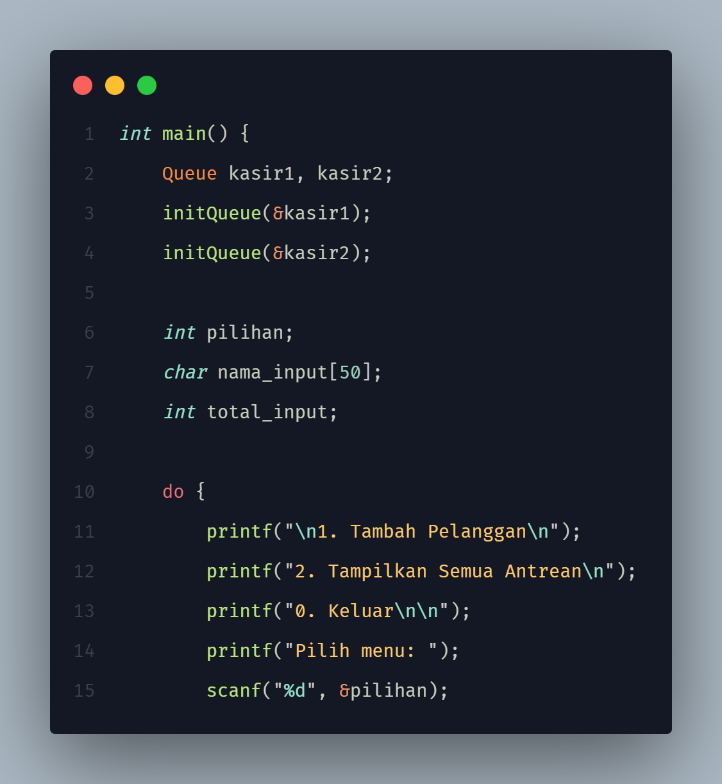 1 int main() {
2     Queue kasir1, kasir2;
3     initQueue(&kasir1);
4     initQueue(&kasir2);
5
6     int pilihan;
7     char nama_input[50];
8     int total_input;
9
10     do {
11         printf("\n1. Tambah Pelanggan\n");
12         printf("2. Tampilkan Semua Antrean\n");
13         printf("0. Keluar\n\n");
14         printf("Pilih menu: ");
15         scanf("%d", &pilihan);